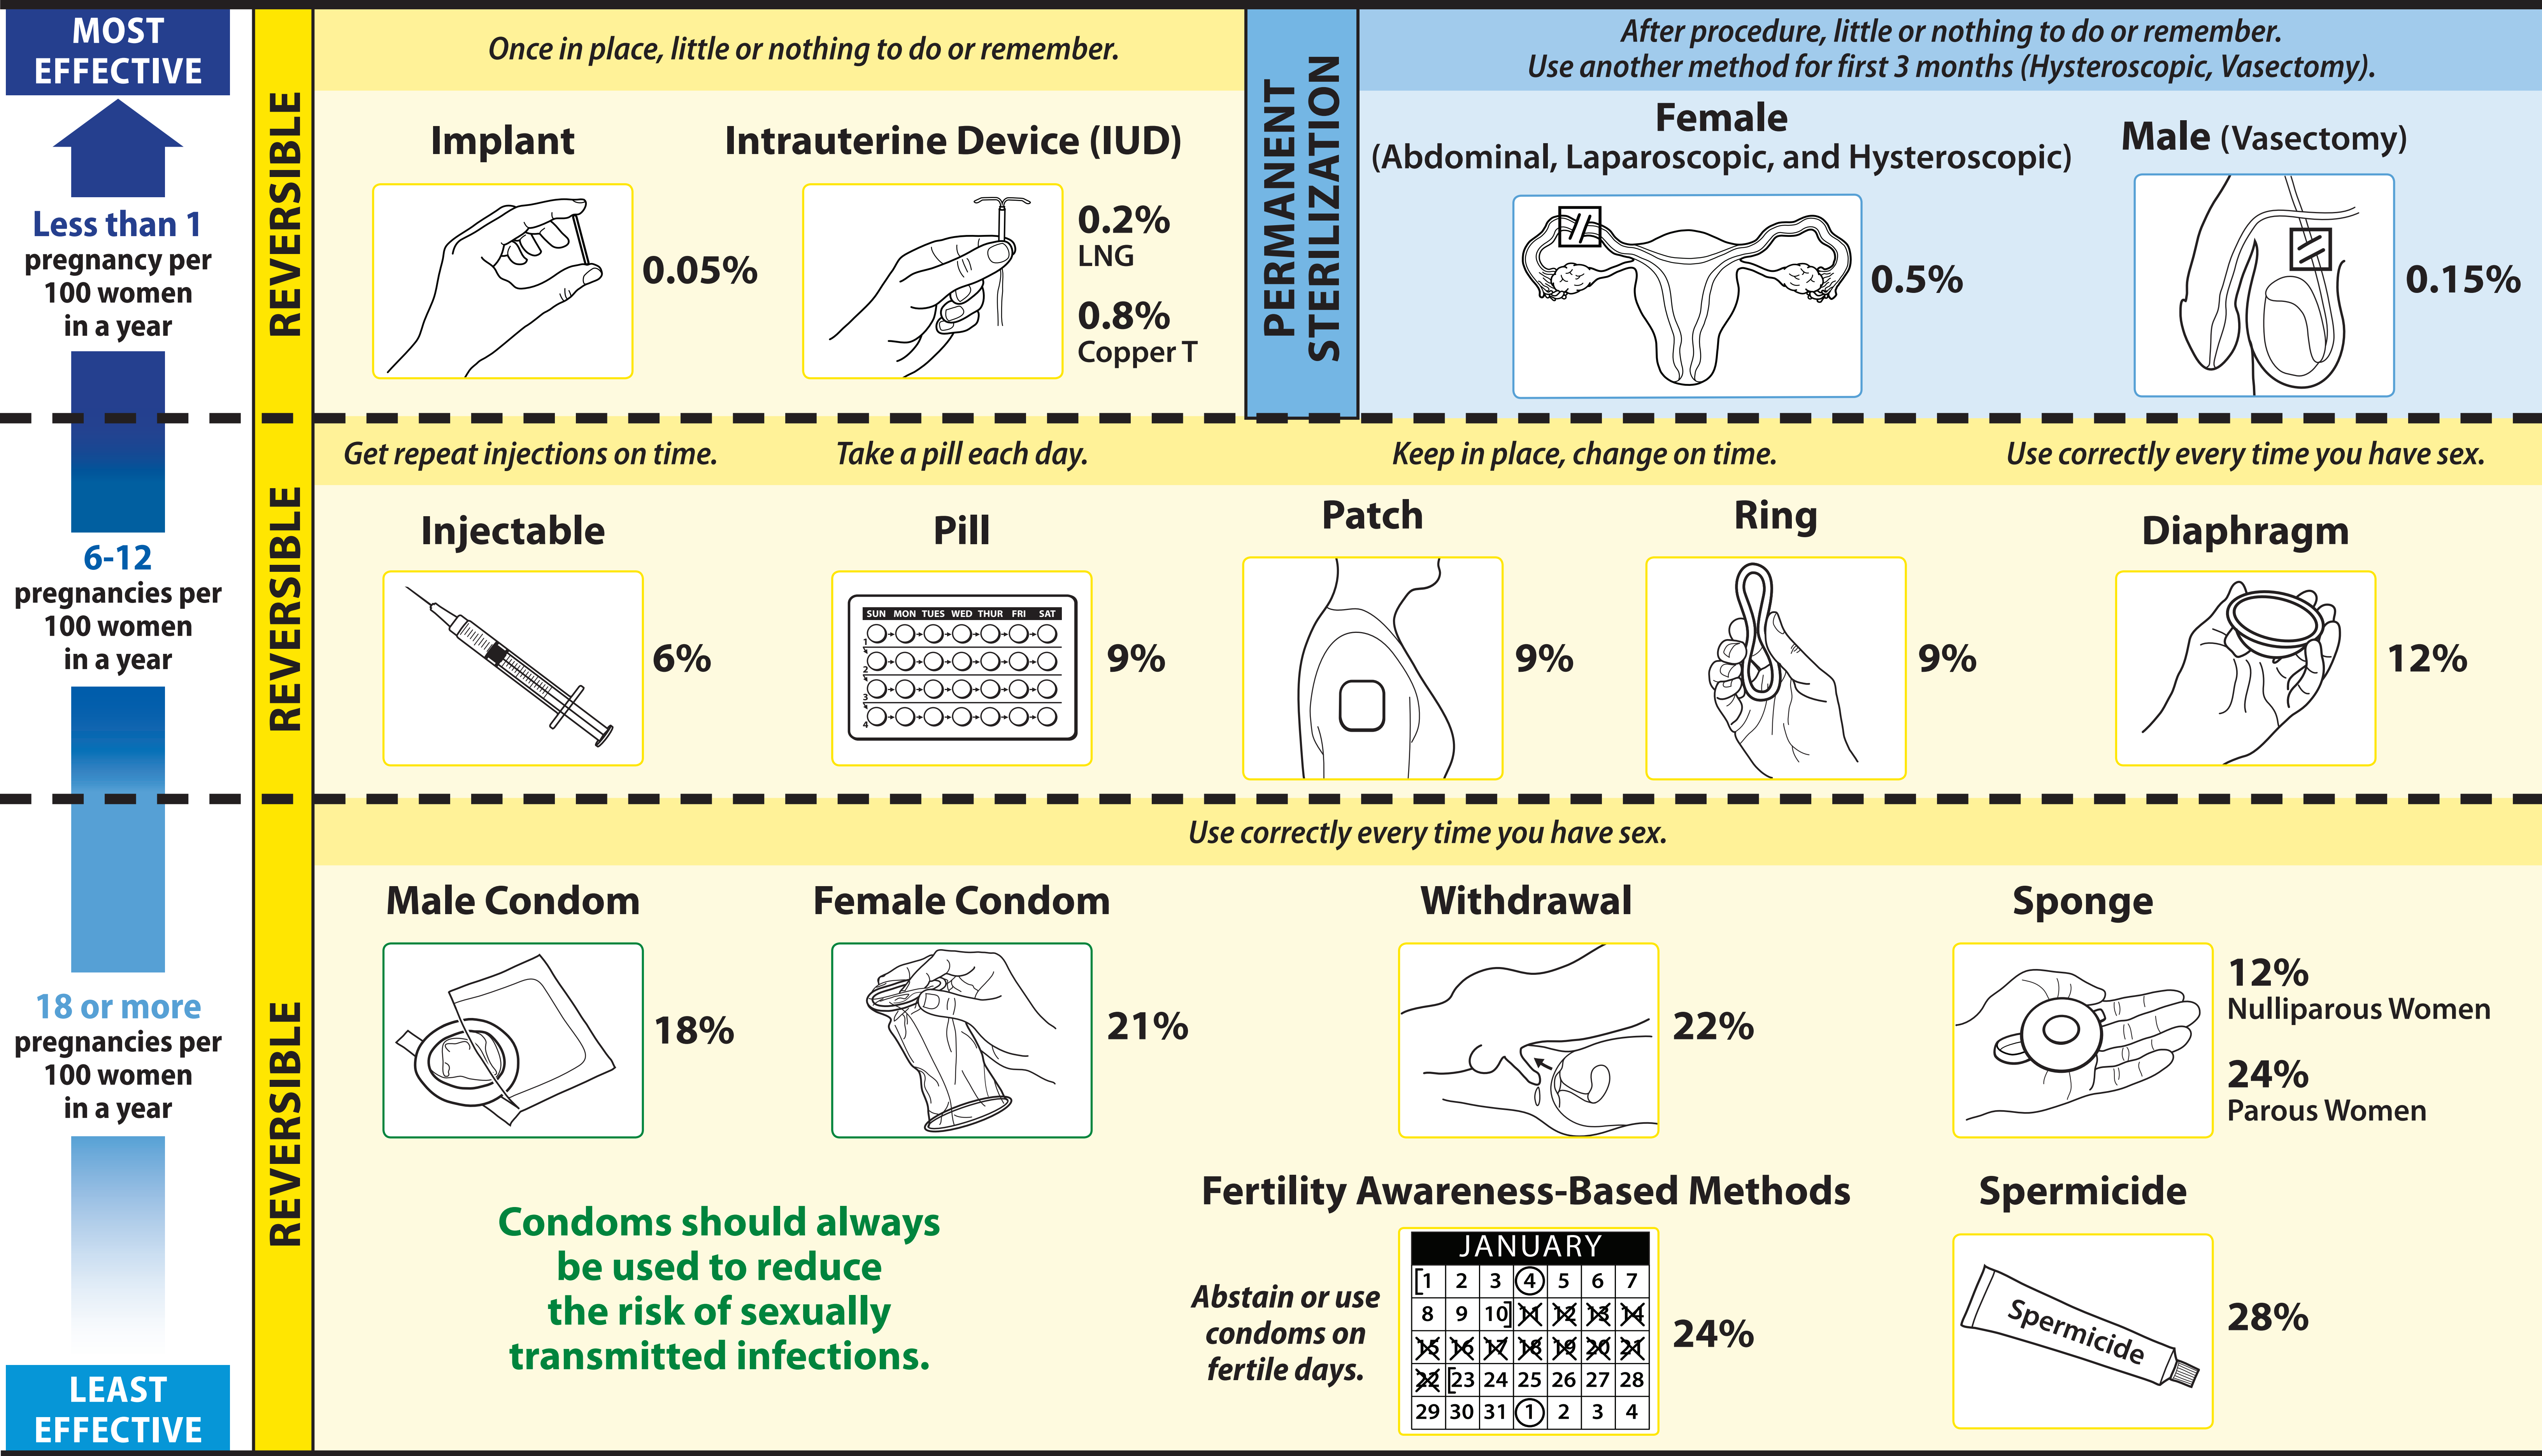 MOST
EFFECTIVE
Less than 1
pregnancy per
100 women
in a year
6-12
pregnancies per
100 women
in a year
18 or more
pregnancies per
100 women
in a year
LEAST
EFFECTIVE
REVERSIBLE
Once in place, little or nothing to do or remember.
Implant
0.05%
Intrauterine Device (IUD)
0.2%
LNG
0.8%
Copper T
PERMANENT
STERILIZATION
After procedure, little or nothing to do or remember.
Use another method for first 3 months (Hysteroscopic, Vasectomy).
Female
(Abdominal, Laparoscopic, and Hysteroscopic)
0.5%
Male (Vasectomy)
0.15%
REVERSIBLE
Get repeat injections on time.
Take a pill each day.
Keep in place, change on time.
Use correctly every time you have sex.
Injectable
6%
Pill
SUN MON TUES WED THUR FRI SAT
1
2
3
4
9%
Patch
9%
Ring
9%
Diaphragm
12%
REVERSIBLE
Use correctly every time you have sex.
Male Condom
18%
Female Condom
21%
Withdrawal
22%
Sponge
12%
Nulliparous Women
24%
Parous Women
Condoms should always
be used to reduce
the risk of sexually
transmitted infections.
Fertility Awareness-Based Methods
Abstain or use
condoms on
fertile days.
JANUARY
[1 2 3 4 5 6 7
8 9 10] 11 12 13 14
15 16 17 18 19 20 21
22 [23 24 25 26 27 28
29 30 31 1 2 3 4
24%
Spermicide
Spermicide
28%